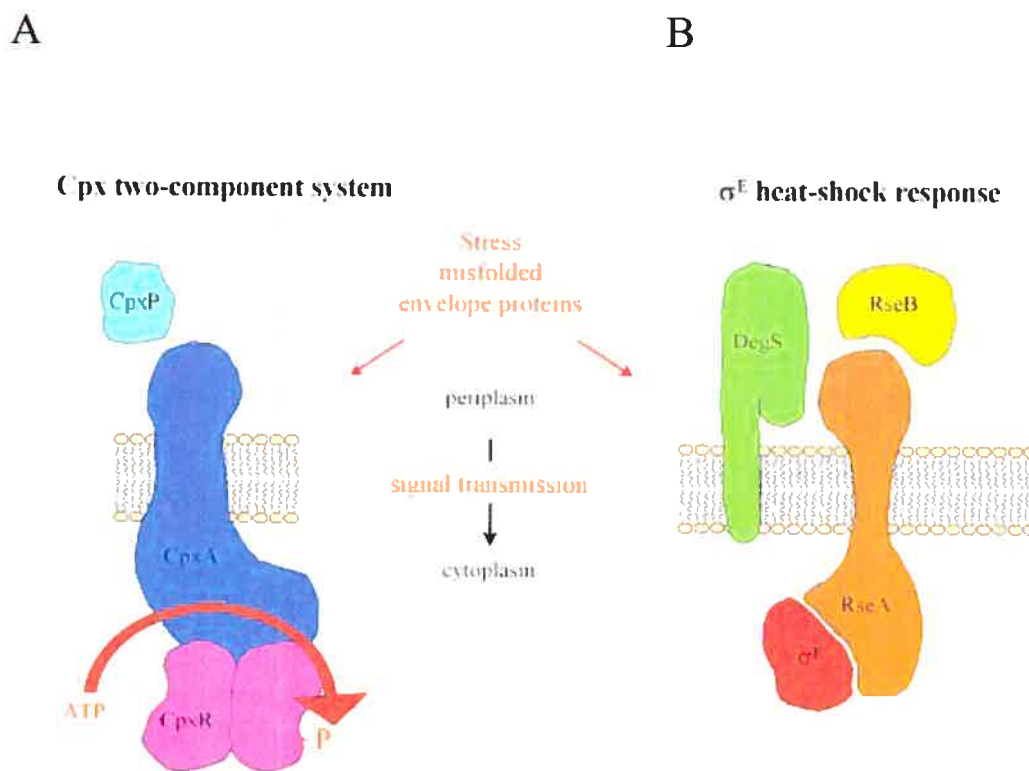 A
B
Cpx two-component system
σᴱ heat-shock response
Stress
misfolded
envelope proteins
CpxP
DegS
RseB
periplasm
signal transmission
cytoplasm
CpxA
RseA
σᴱ
ATP
CpxR
P